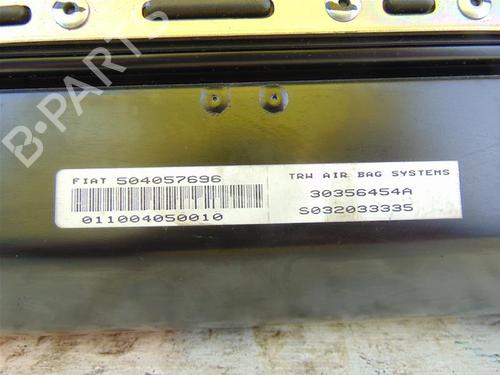 B-PARTS
FIAT 504057696
011004050010
TRW AIR BAG SYSTEMS
30356454A
S032033335